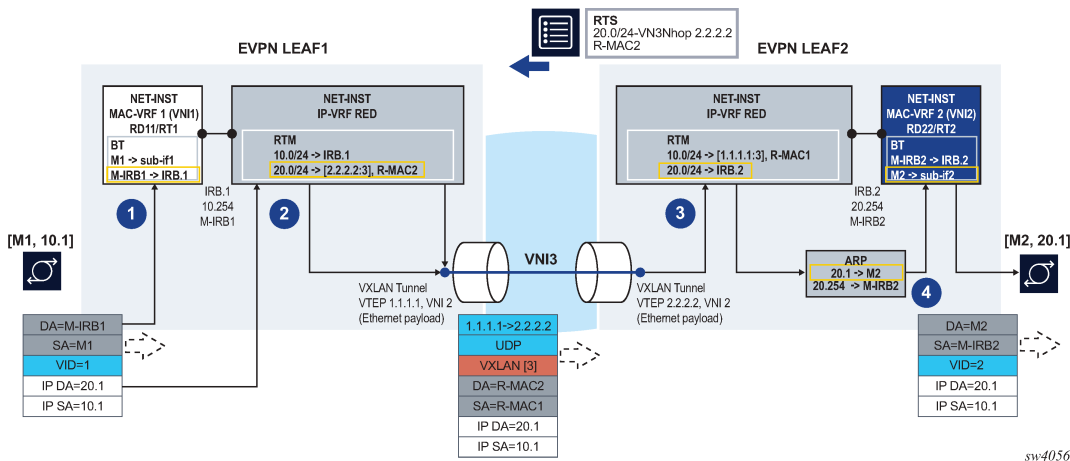 RTS
20.0/24-VN3Nhop 2.2.2.2
R-MAC2
EVPN LEAF1
EVPN LEAF2
NET-INST
MAC-VRF 1 (VNI1)
RD11/RT1
BT
M1 -> sub-if1
M-IRB1 -> IRB.1
NET-INST
IP-VRF RED
RTM
10.0/24 -> IRB.1
20.0/24 -> [2.2.2.2:3], R-MAC2
IRB.1
10.254
M-IRB1
1
2
NET-INST
IP-VRF RED
RTM
10.0/24 -> [1.1.1.1:3], R-MAC1
20.0/24 -> IRB.2
NET-INST
MAC-VRF 2 (VNI2)
RD22/RT2
BT
M-IRB2 -> IRB.2
M2 -> sub-if2
IRB.2
20.254
M-IRB2
3
[M1, 10.1]
VNI3
[M2, 20.1]
ARP
20.1 -> M2
20.254 -> M-IRB2
4
VXLAN Tunnel
VTEP 1.1.1.1, VNI 2
(Ethernet payload)
VXLAN Tunnel
VTEP 2.2.2.2, VNI 2
(Ethernet payload)
DA=M-IRB1
SA=M1
VID=1
IP DA=20.1
IP SA=10.1
1.1.1.1->2.2.2.2
UDP
VXLAN [3]
DA=R-MAC2
SA=R-MAC1
IP DA=20.1
IP SA=10.1
DA=M2
SA=M-IRB2
VID=2
IP DA=20.1
IP SA=10.1
sw4056